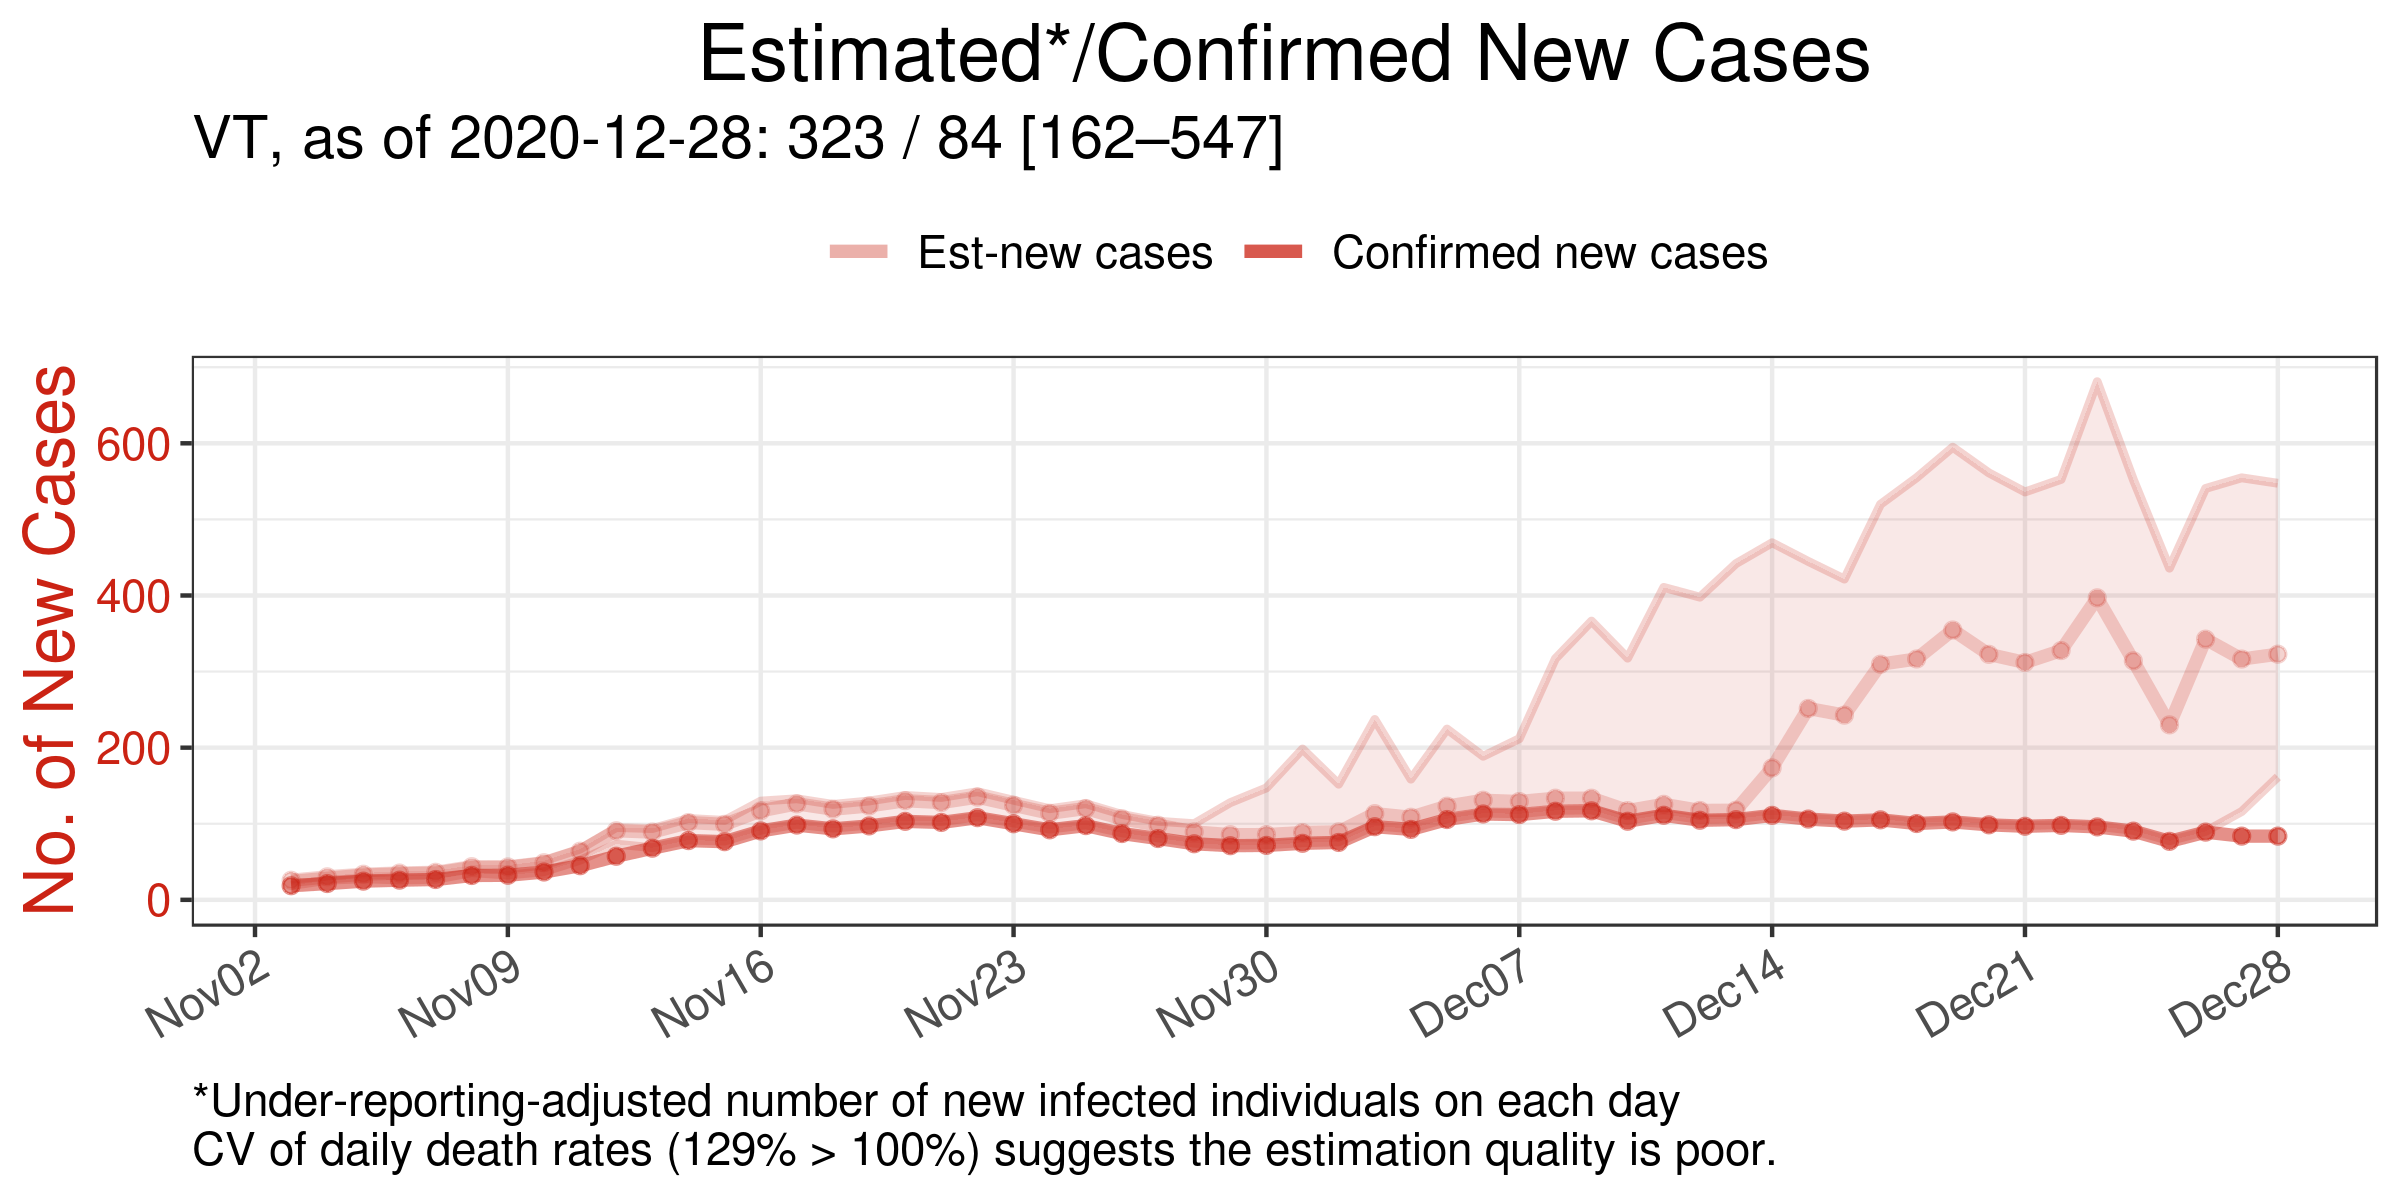 Estimated*/Confirmed New Cases
VT, as of 2020-12-28: 323 / 84 [162–547]
Est-new cases
Confirmed new cases
No. of New Cases
600
400
200
0
Nov02
Nov09
Nov16
Nov23
Nov30
Dec07
Dec14
Dec21
Dec28
*Under-reporting-adjusted number of new infected individuals on each day
CV of daily death rates (129% > 100%) suggests the estimation quality is poor.